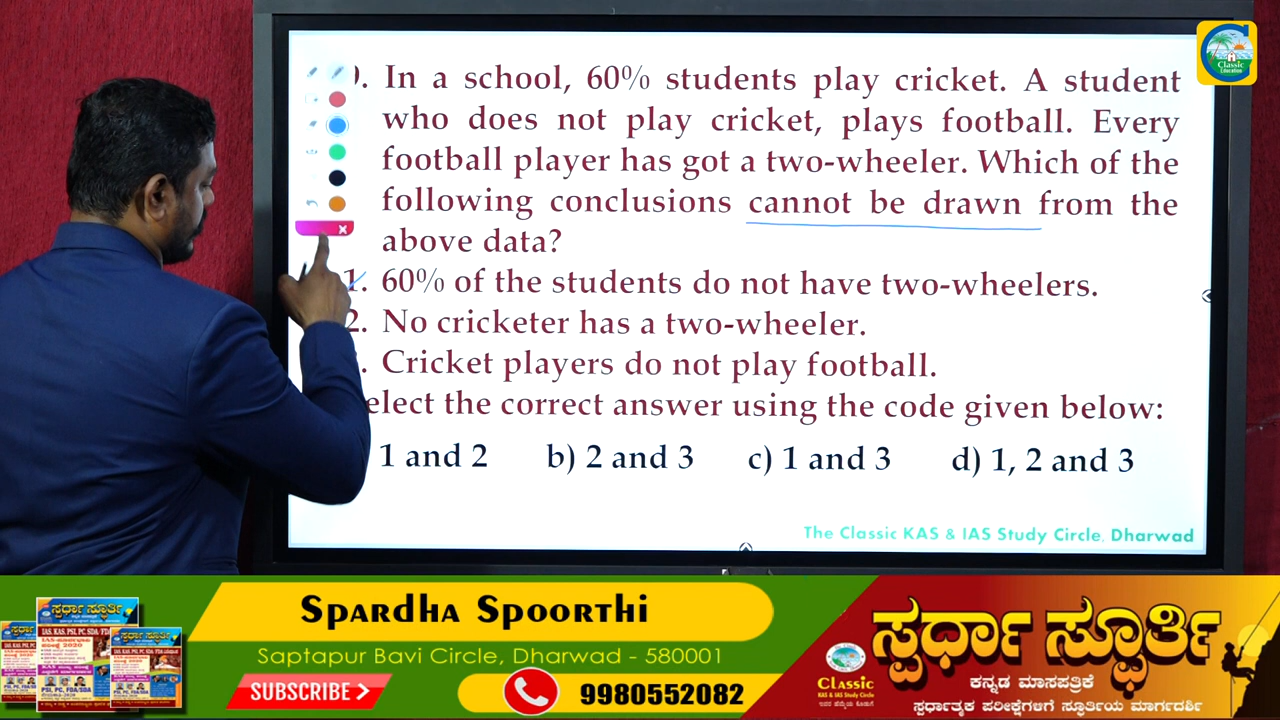 Classic
Education
9. In a school, 60% students play cricket. A student
who does not play cricket, plays football. Every
football player has got a two-wheeler. Which of the
following conclusions cannot be drawn from the
above data?
1. 60% of the students do not have two-wheelers.
2. No cricketer has a two-wheeler.
. Cricket players do not play football.
elect the correct answer using the code given below:
1 and 2 b) 2 and 3 c) 1 and 3 d) 1, 2 and 3
The Classic KAS & IAS Study Circle, Dharwad
Spardha Spoorthi
Saptapur Bavi Circle, Dharwad - 580001
SUBSCRIBE
9980552082
ಸ್ಪರ್ಧಾ ಸ್ಫೂರ್ತಿ
ಕನ್ನಡ ಮಾಸಪತ್ರಿಕೆ
ಸ್ಪರ್ಧಾತ್ಮಕ ಪರೀಕ್ಷೆಗಳಿಗೆ ಸ್ಫೂರ್ತಿಯ ಮಾರ್ಗದರ್ಶಿ
Classic
KAS & IAS Study Circle
ಸ್ಪರ್ಧಾ ಸ್ಫೂರ್ತಿ